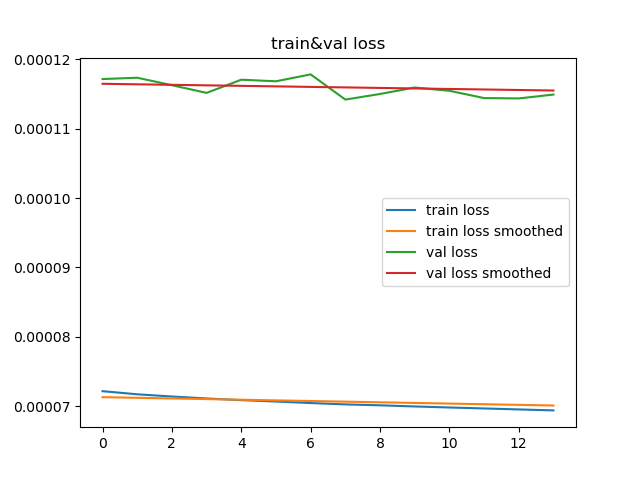 train&val loss
0.00012
0.00011
0.00010
0.00009
0.00008
0.00007
train loss
train loss smoothed
val loss
val loss smoothed
0 2 4 6 8 10 12